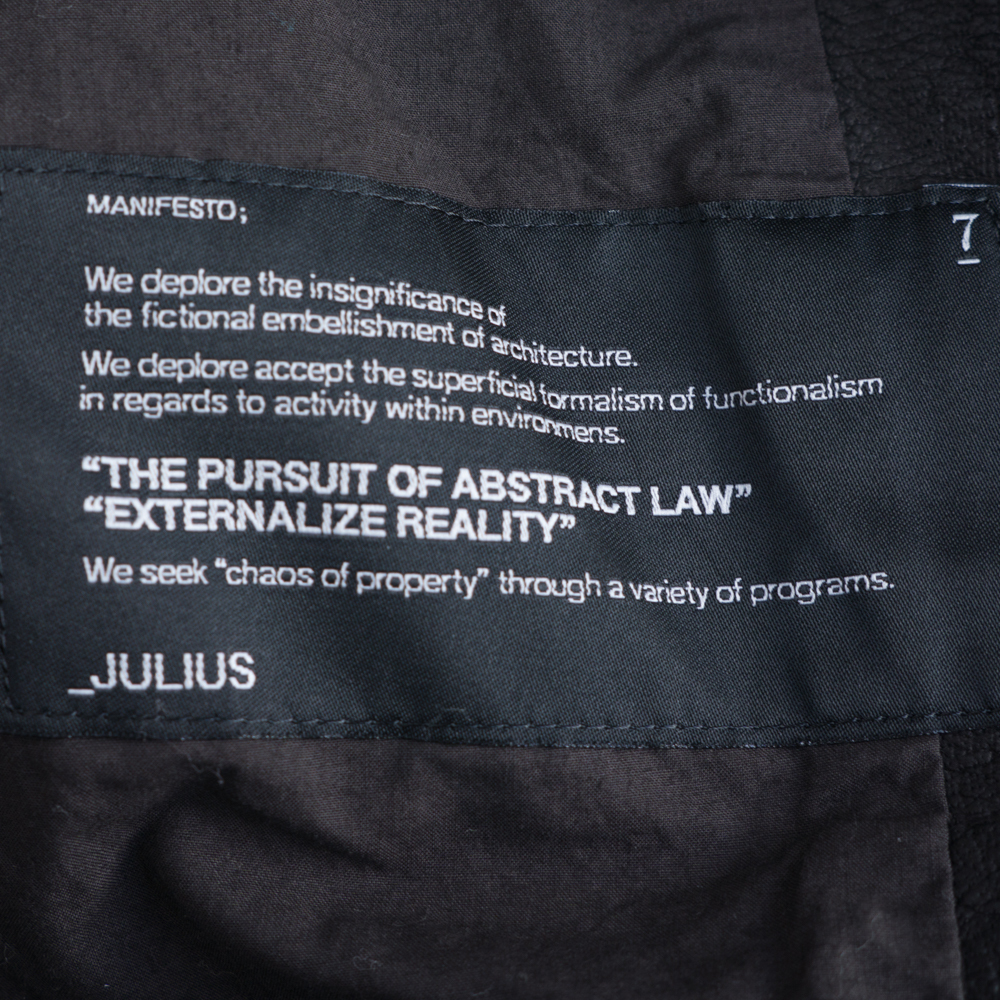 MANIFESTO;
7
We deplore the insignificance of
the fictional embellishment of architecture.
We deplore accept the superficial formalism of functionalism
in regards to activity within environmens.
“THE PURSUIT OF ABSTRACT LAW”
“EXTERNALIZE REALITY”
We seek “chaos of property” through a variety of programs.
_JULIUS